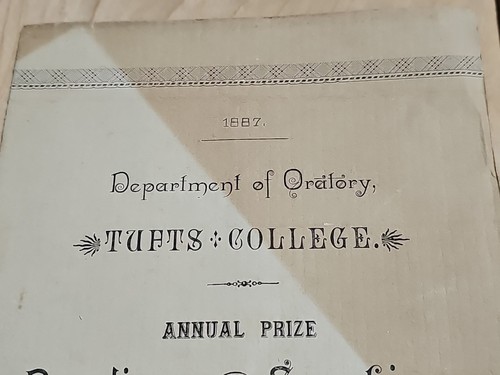 1887.
Department of Oratory,
TUFTS COLLEGE.
ANNUAL PRIZE